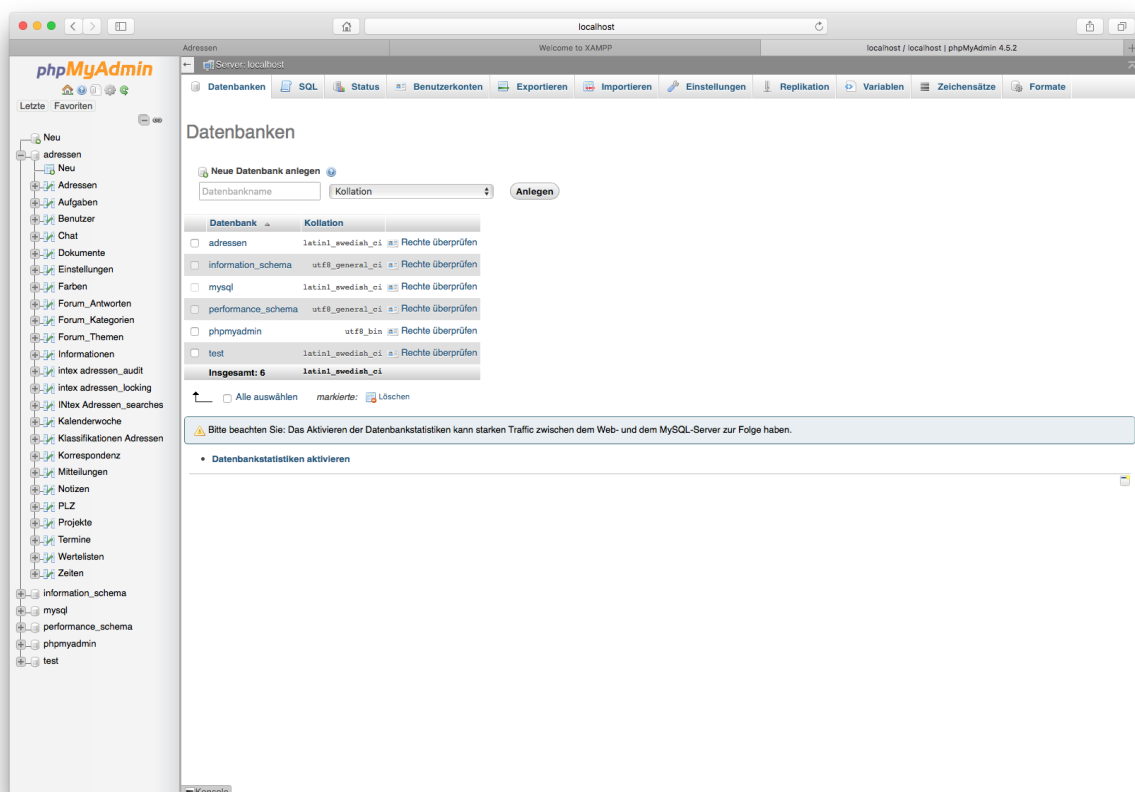 localhost
Adressen
Welcome to XAMPP
localhost / localhost | phpMyAdmin 4.5.2
phpMyAdmin
Letzte Favoriten
Neu
adressen
Neu
Adressen
Aufgaben
Benutzer
Chat
Dokumente
Einstellungen
Farben
Forum_Antworten
Forum_Kategorien
Forum_Themen
Informationen
intex adressen_audit
intex adressen_locking
INtex Adressen_searches
Kalenderwoche
Klassifikationen Adressen
Korrespondenz
Mitteilungen
Notizen
PLZ
Projekte
Termine
Wertelisten
Zeiten
information_schema
mysql
performance_schema
phpmyadmin
test
Server: localhost
Datenbanken SQL Status Benutzerkonten Exportieren Importieren Einstellungen Replikation Variablen Zeichensätze Formate
Datenbanken
Neue Datenbank anlegen
Datenbankname Kollation Anlegen
Datenbank Kollation
adressen latin1_swedish_ci Rechte überprüfen
information_schema utf8_general_ci Rechte überprüfen
mysql latin1_swedish_ci Rechte überprüfen
performance_schema utf8_general_ci Rechte überprüfen
phpmyadmin utf8_bin Rechte überprüfen
test latin1_swedish_ci Rechte überprüfen
Insgesamt: 6 latin1_swedish_ci
Alle auswählen markierte: Löschen
Bitte beachten Sie: Das Aktivieren der Datenbankstatistiken kann starken Traffic zwischen dem Web- und dem MySQL-Server zur Folge haben.
• Datenbankstatistiken aktivieren
Konsole